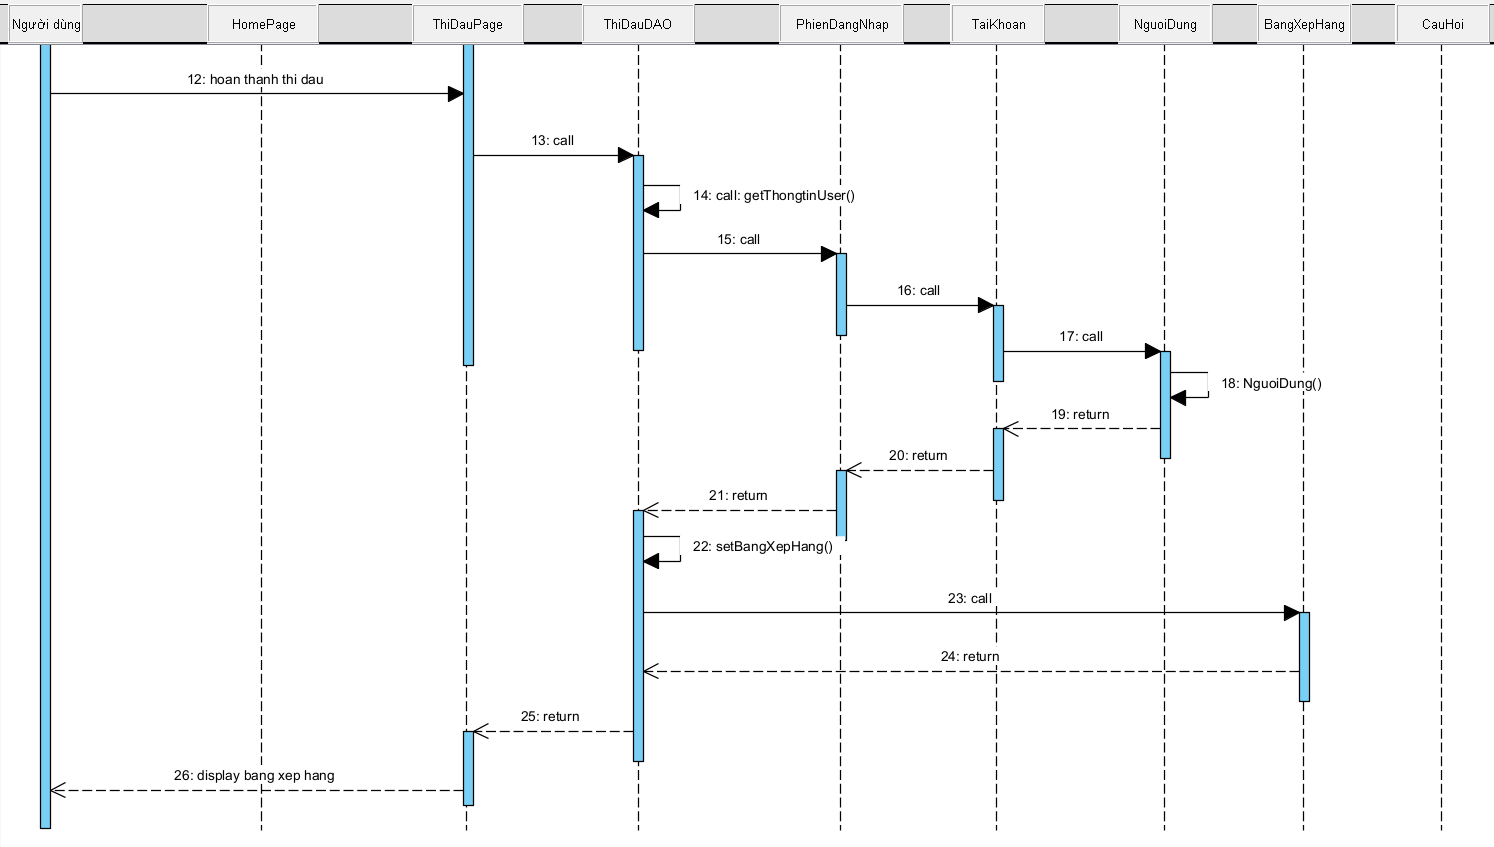 Người dùng
HomePage
ThiDauPage
ThiDauDAO
PhienDangNhap
TaiKhoan
NguoiDung
BangXepHang
CauHoi
12: hoan thanh thi dau
13: call
14: call: getThongtinUser()
15: call
16: call
17: call
18: NguoiDung()
19: return
20: return
21: return
22: setBangXepHang()
23: call
24: return
25: return
26: display bang xep hang